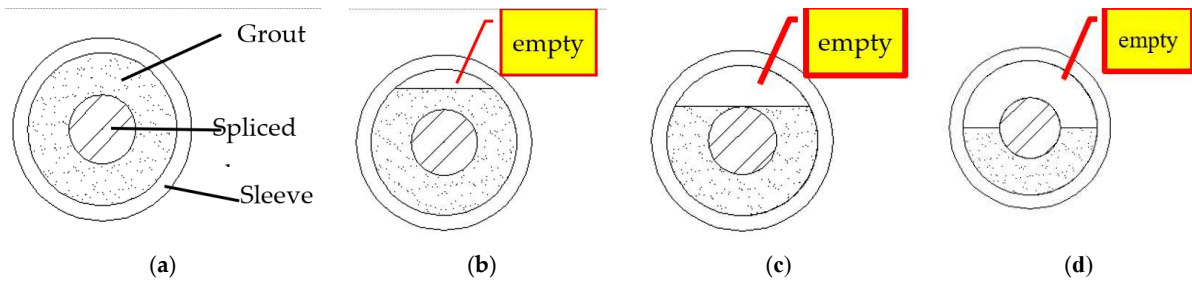 Grout
Spliced
Sleeve
empty
empty
empty
(a)
(b)
(c)
(d)